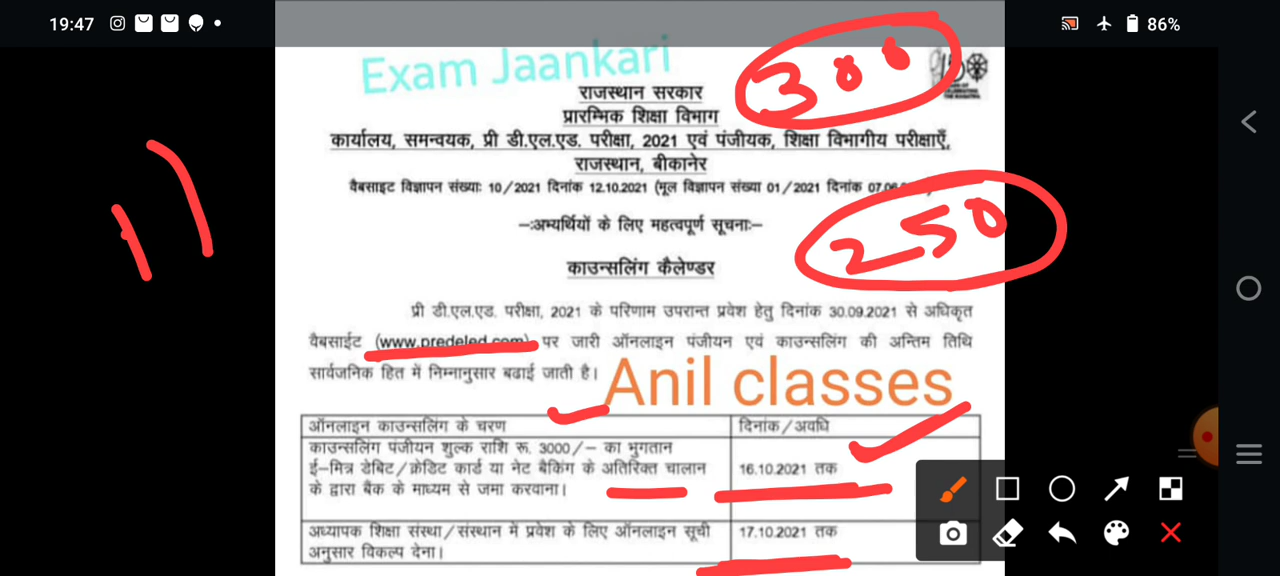 19:47
86%
Exam Jaankari
300
राजस्थान सरकार
प्रारम्भिक शिक्षा विभाग
कार्यालय, समन्वयक, प्री डी.एल.एड. परीक्षा, 2021 एवं पंजीयक, शिक्षा विभागीय परीक्षाएँ,
राजस्थान, बीकानेर
वैबसाइट विज्ञापन संख्याः 10/2021 दिनांक 12.10.2021 (मूल विज्ञापन संख्या 01/2021 दिनांक
250
–:अभ्यर्थियों के लिए महत्वपूर्ण सूचनाः–
काउन्सलिंग कैलेण्डर
प्री डी.एल.एड. परीक्षा, 2021 के परिणाम उपरान्त प्रवेश हेतु दिनांक 30.09.2021 से अधिकृत
वैबसाईट (www.predeled.com) पर जारी ऑनलाइन पंजीयन एवं काउन्सलिंग की अन्तिम तिथि
सार्वजनिक हित में निम्नानुसार बढाई जाती है।
Anil classes
ऑनलाइन काउन्सलिंग के चरण
दिनांक/अवधि
काउन्सलिंग पंजीयन शुल्क राशि रू. 3000/– का भुगतान
ई–मित्र डेबिट/क्रेडिट कार्ड या नेट बैकिंग के अतिरिक्त चालान
के द्वारा बैंक के माध्यम से जमा करवाना।
16.10.2021 तक
अध्यापक शिक्षा संस्था/संस्थान में प्रवेश के लिए ऑनलाइन सूची
अनुसार विकल्प देना।
17.10.2021 तक